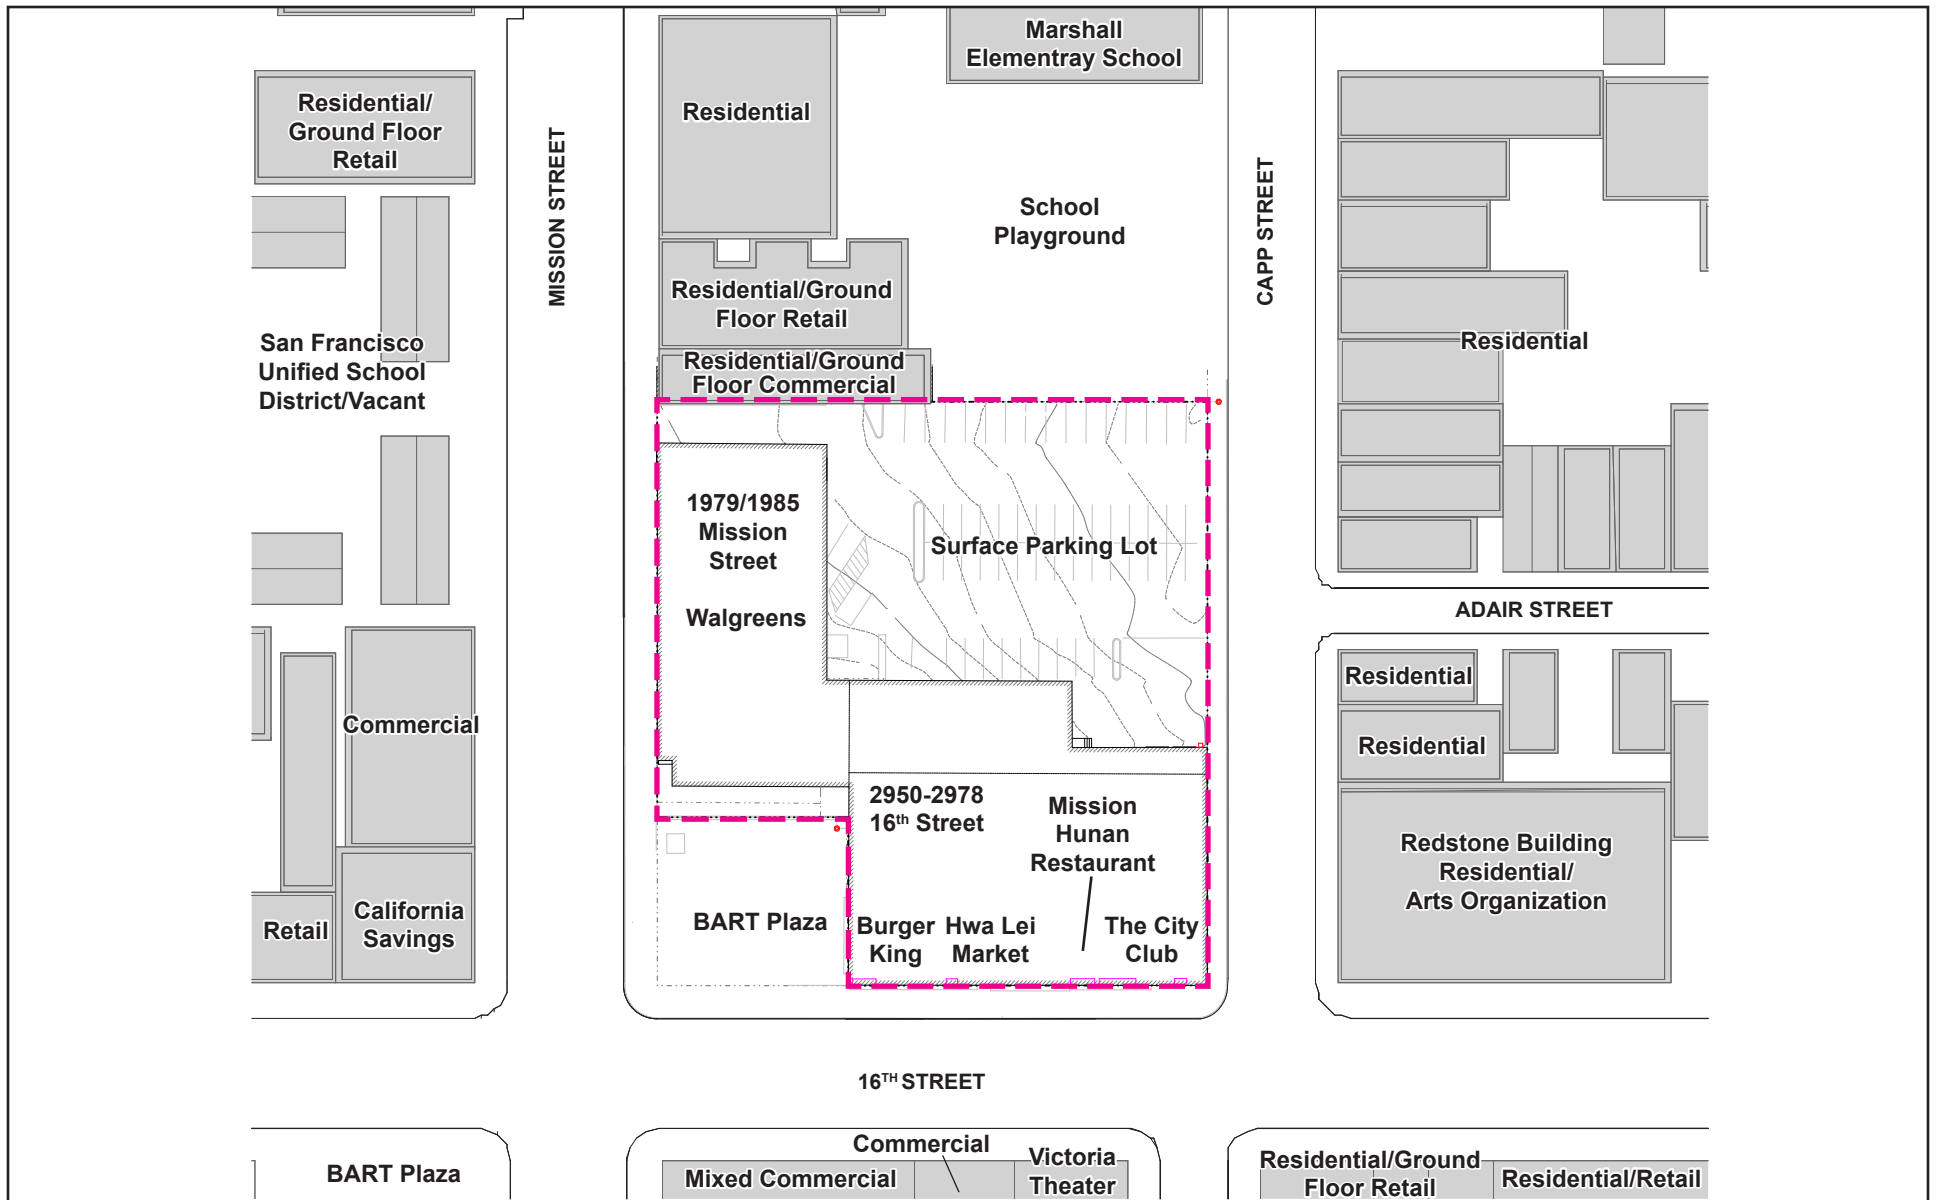 Marshall
Elementray School
Residential/
Ground Floor
Retail
Residential
MISSION STREET
CAPP STREET
School
Playground
Residential/Ground
Floor Retail
San Francisco
Unified School
District/Vacant
Residential/Ground
Floor Commercial
Residential
1979/1985
Mission
Street
Walgreens
Surface Parking Lot
ADAIR STREET
Commercial
Residential
Residential
2950-2978
16th Street
Mission
Hunan
Restaurant
Redstone Building
Residential/
Arts Organization
Retail
California
Savings
BART Plaza
Burger
King
Hwa Lei
Market
The City
Club
16TH STREET
BART Plaza
Commercial
Mixed Commercial
Victoria
Theater
Residential/Ground
Floor Retail
Residential/Retail